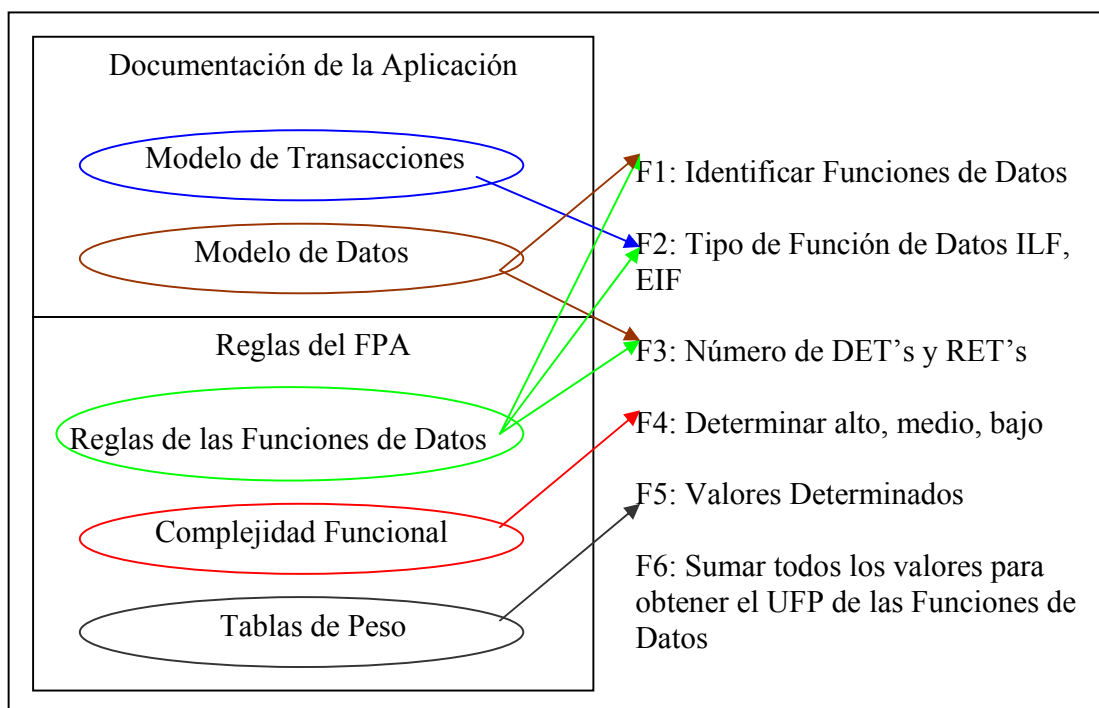 Documentación de la Aplicación
Modelo de Transacciones
Modelo de Datos
Reglas del FPA
Reglas de las Funciones de Datos
Complejidad Funcional
Tablas de Peso
F1: Identificar Funciones de Datos
F2: Tipo de Función de Datos ILF,
EIF
F3: Número de DET’s y RET’s
F4: Determinar alto, medio, bajo
F5: Valores Determinados
F6: Sumar todos los valores para
obtener el UFP de las Funciones de
Datos